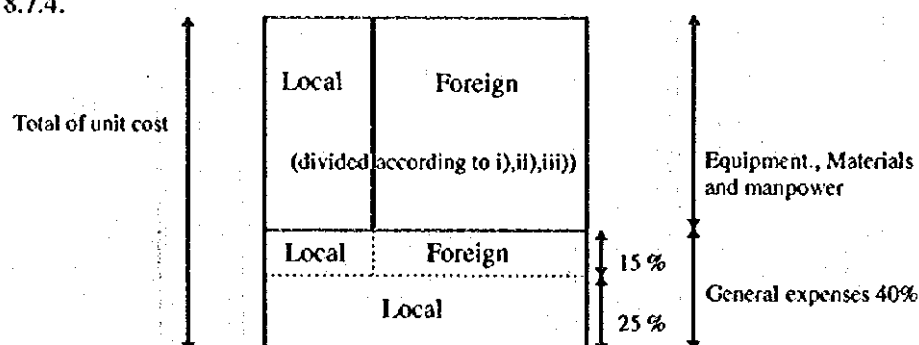 8.7.4.
Local Foreign
Total of unit cost
(divided according to i),ii),iii))
Equipment., Materials
and manpower
Local Foreign
15 %
General expenses 40%
Local
25 %